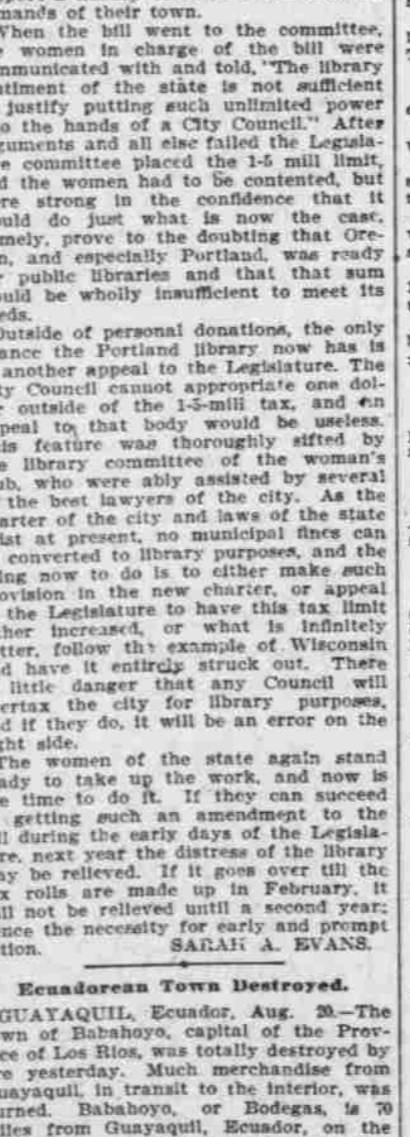 mands of their town.
When the bill went to the committee,
e women in charge of the bill were
mmunicated with and told, "The library
ntiment of the state is not sufficient
justify putting such unlimited power
to the hands of a City Council." After
guments and all else failed the Legisla-
re committee placed the 1-5 mill limit,
d the women had to be contented, but
re strong in the confidence that it
ould do just what is now the case,
mely, prove to the doubting that Ore-
n, and especially Portland, was ready
r public libraries and that that sum
ould be wholly insufficient to meet its
eds.
Outside of personal donations, the only
ance the Portland library now has is
another appeal to the Legislature. The
ty Council cannot appropriate one dol-
r outside of the 1-5-mill tax, and an
peal to that body would be useless.
is feature was thoroughly sifted by
e library committee of the woman's
ub, who were ably assisted by several
the best lawyers of the city. As the
arter of the city and laws of the state
ist at present, no municipal fines can
converted to library purposes, and the
ing now to do is to either make such
ovision in the new charter, or appeal
the Legislature to have this tax limit
ther increased, or what is infinitely
tter, follow the example of Wisconsin
d have it entirely struck out. There
little danger that any Council will
ertax the city for library purposes,
d if they do, it will be an error on the
ght side.
The women of the state again stand
ady to take up the work, and now is
e time to do it. If they can succeed
getting such an amendment to the
ll during the early days of the Legisla-
re, next year the distress of the library
ay be relieved. If it goes over till the
x rolls are made up in February, it
ill not be relieved until a second year;
ence the necessity for early and prompt
tion. SARAH A. EVANS.
Ecuadorean Town Destroyed.
GUAYAQUIL, Ecuador, Aug. 20.—The
wn of Babahoyo, capital of the Prov-
ce of Los Rios, was totally destroyed by
re yesterday. Much merchandise from
uayaquil, in transit to the interior, was
urned. Babahoyo, or Bodegas, is 70
iles from Guayaquil, Ecuador, on the